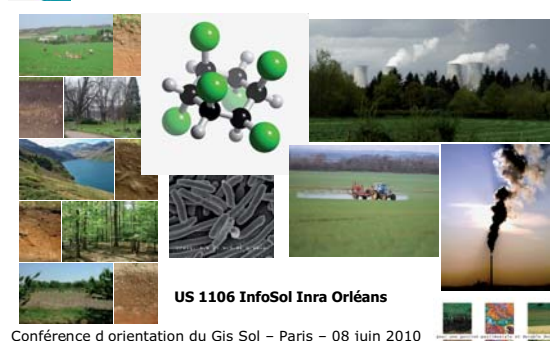 US 1106 InfoSol Inra Orléans
Conférence d orientation du Gis Sol – Paris – 08 juin 2010